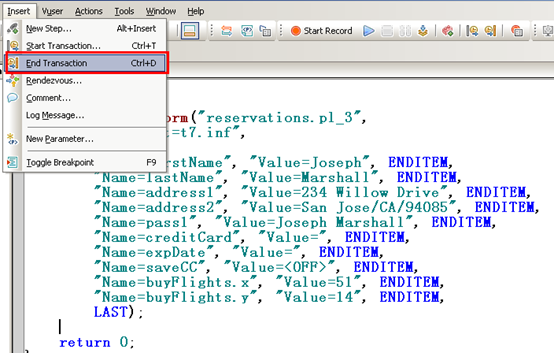 Insert Vuser Actions Tools Window Help
New Step... Alt+Insert
Start Record
Start Transaction... Ctrl+T
End Transaction Ctrl+D
Rendezvous...
Comment...
Log Message...
New Parameter...
Toggle Breakpoint F9
orm("reservations.pl_3",
=t7.inf",
rstName", "Value=Joseph", ENDITEM,
"Name=lastName", "Value=Marshall", ENDITEM,
"Name=address1", "Value=234 Willow Drive", ENDITEM,
"Name=address2", "Value=San Jose/CA/94085", ENDITEM,
"Name=pass1", "Value=Joseph Marshall", ENDITEM,
"Name=creditCard", "Value=", ENDITEM,
"Name=expDate", "Value=", ENDITEM,
"Name=saveCC", "Value=<OFF>", ENDITEM,
"Name=buyFlights.x", "Value=51", ENDITEM,
"Name=buyFlights.y", "Value=14", ENDITEM,
LAST);
return 0;